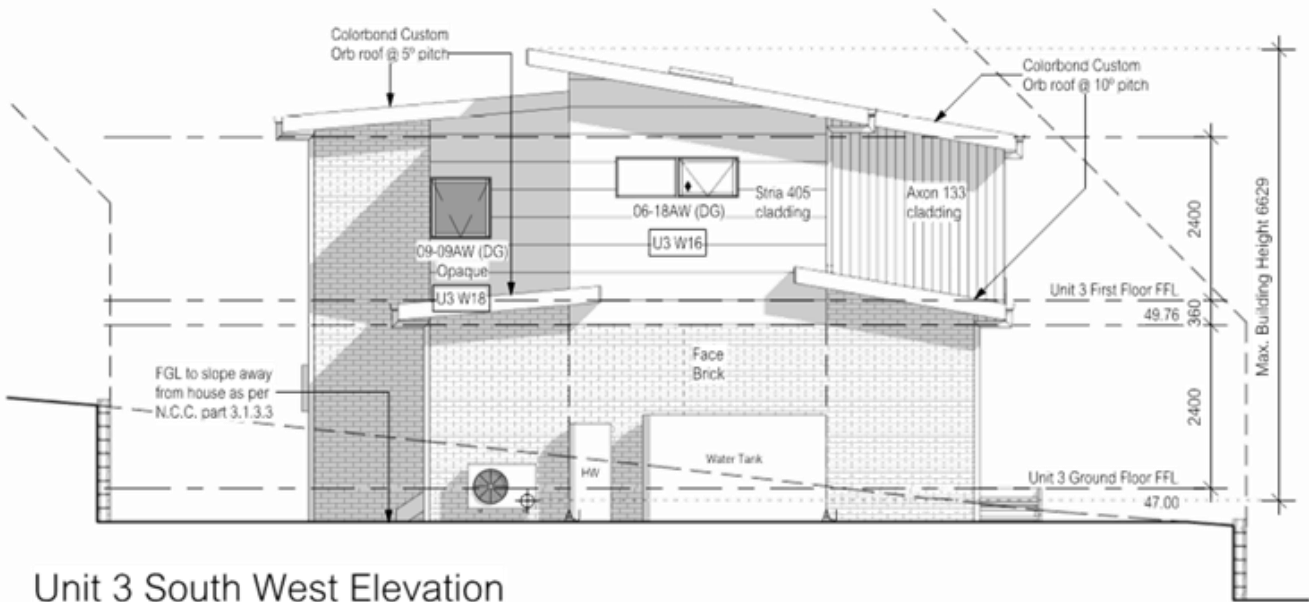 Colorbond Custom
Orb roof @ 5º pitch
Colorbond Custom
Orb roof @ 10º pitch
06-18AW (DG)
U3 W16
Stria 405
cladding
Axon 133
cladding
09-09AW (DG)
Opaque
U3 W18
2400
Unit 3 First Floor FFL
49.76
360
Max. Building Height 6629
Face
Brick
FGL to slope away
from house as per
N.C.C. part 3.1.3.3
2400
HW
Water Tank
Unit 3 Ground Floor FFL
47.00
Unit 3 South West Elevation